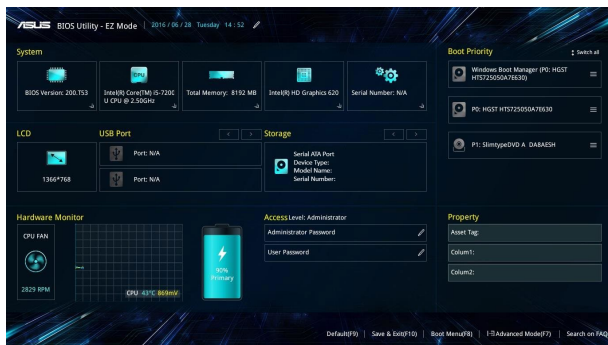 ASUS BIOS Utility - EZ Mode 2016 / 06 / 28 Tuesday 14 : 52
System
BIOS Version: 200.T53
CPU
Intel(R) Core(TM) i5-7200
U CPU @ 2.50GHz
Total Memory: 8192 MB
Intel(R) HD Graphics 620
Serial Number: N/A
Boot Priority
Switch all
Windows Boot Manager (P0: HGST
HTS725050A7E630)
P0: HGST HTS725050A7E630
P1: SlimtypeDVD A DA8AESH
LCD
1366*768
USB Port
Port: N/A
Port: N/A
Storage
Serial ATA Port
Device Type:
Model Name:
Serial Number:
Hardware Monitor
CPU FAN
2829 RPM
CPU 43°C 869mV
90%
Primary
Access Level: Administrator
Administrator Password
User Password
Property
Asset Tag:
Colum1:
Colum2:
Default(F9) | Save & Exit(F10) | Boot Menu(F8) | Advanced Mode(F7) | Search on FAQ